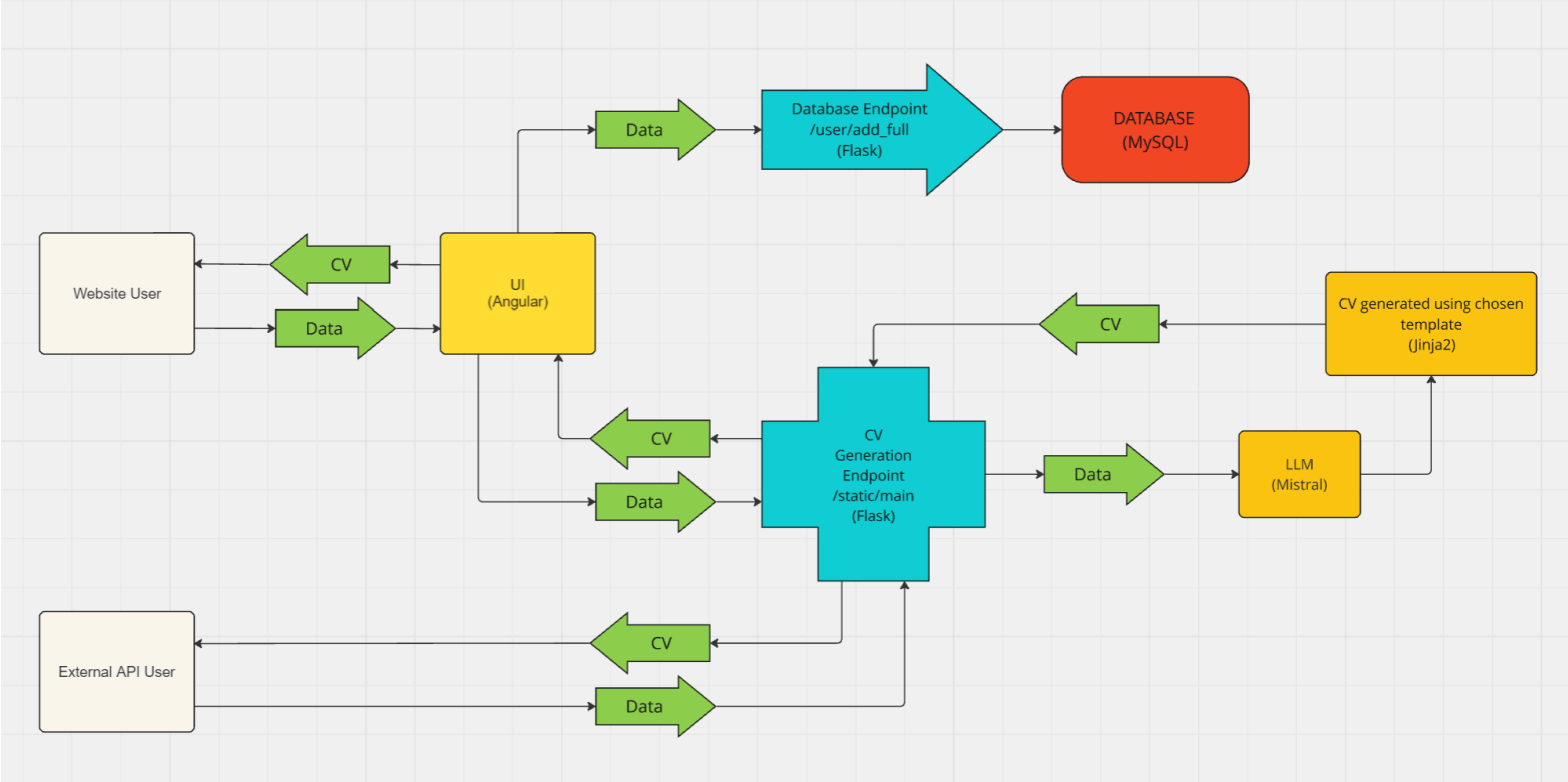 Data
Database Endpoint
/user/add_full
(Flask)
DATABASE
(MySQL)
Website User
CV
Data
UI
(Angular)
CV
CV generated using chosen
template
(Jinja2)
CV
Data
CV
Generation
Endpoint
/static/main
(Flask)
Data
LLM
(Mistral)
External API User
CV
Data